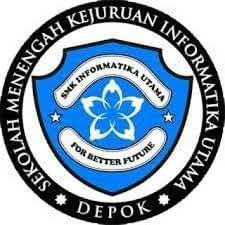 SEKOLAH MENENGAH KEJURUAN INFORMATIKA UTAMA
SMK INFORMATIKA UTAMA
FOR BETTER FUTURE
DEPOK